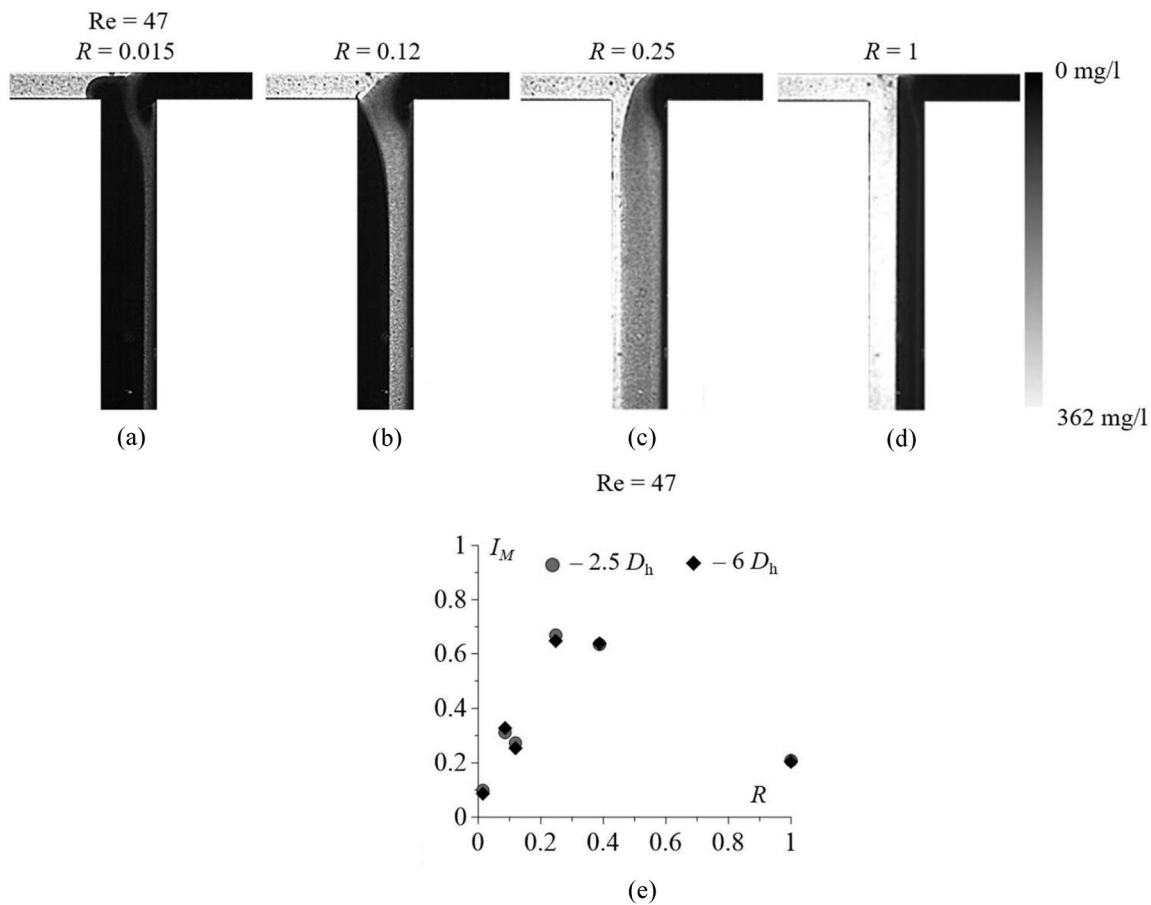 Re = 47
R = 0.015
R = 0.12
R = 0.25
R = 1
0 mg/l
362 mg/l
(a)
(b)
(c)
(d)
Re = 47
1
I_M
– 2.5 D_h
– 6 D_h
0.8
0.6
0.4
0.2
0
R
0 0.2 0.4 0.6 0.8 1
(e)